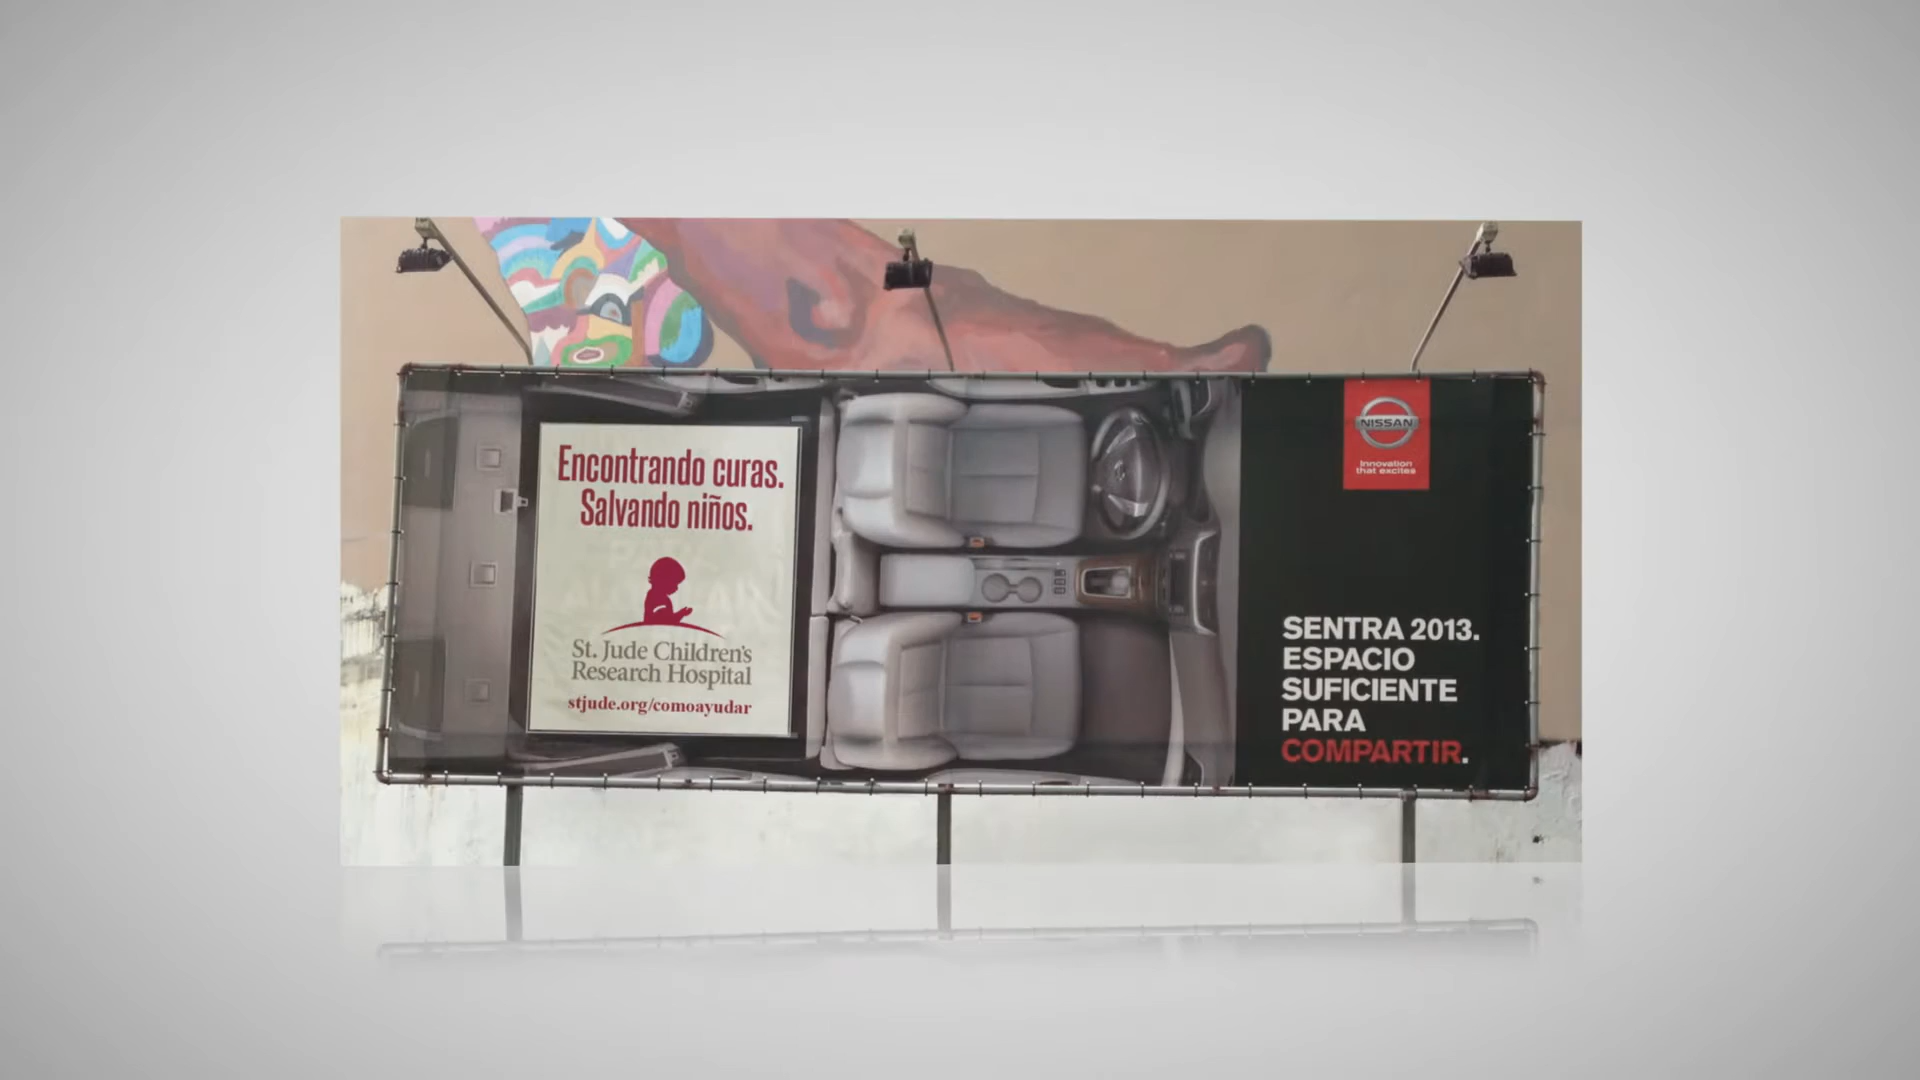 Encontrando curas.
Salvando niños.
St. Jude Children's
Research Hospital
stjude.org/comoayudar
NISSAN
Innovation
that excites
SENTRA 2013.
ESPACIO
SUFICIENTE
PARA
COMPARTIR.